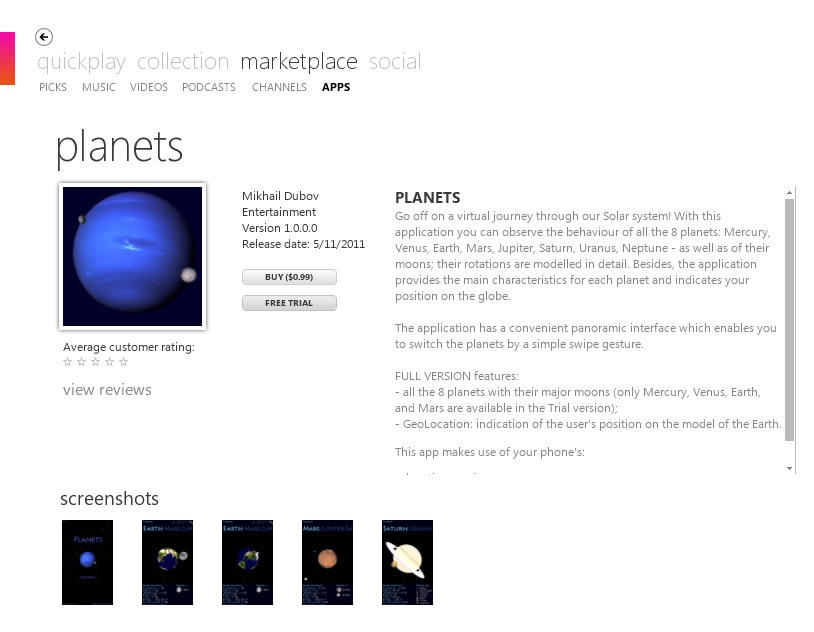 quickplay collection marketplace social
PICKS MUSIC VIDEOS PODCASTS CHANNELS APPS
planets
Mikhail Dubov
Entertainment
Version 1.0.0.0
Release date: 5/11/2011
BUY ($0.99)
FREE TRIAL
Average customer rating:
view reviews
PLANETS
Go off on a virtual journey through our Solar system! With this
application you can observe the behaviour of all the 8 planets: Mercury,
Venus, Earth, Mars, Jupiter, Saturn, Uranus, Neptune - as well as of their
moons; their rotations are modelled in detail. Besides, the application
provides the main characteristics for each planet and indicates your
position on the globe.
The application has a convenient panoramic interface which enables you
to switch the planets by a simple swipe gesture.
FULL VERSION features:
- all the 8 planets with their major moons (only Mercury, Venus, Earth,
and Mars are available in the Trial version);
- GeoLocation: indication of the user's position on the model of the Earth.
This app makes use of your phone's:
screenshots
PLANETS
EARTH MARS JUP
EARTH MARS JUP
MARS JUPITER SA
SATURN URANUS